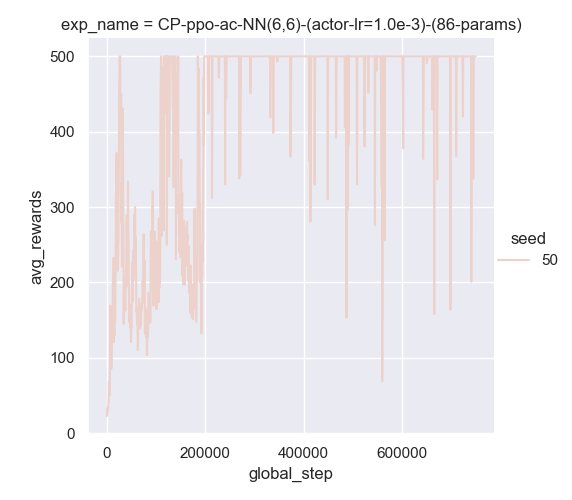 exp_name = CP-ppo-ac-NN(6,6)-(actor-lr=1.0e-3)-(86-params)
500
400
300
200
100
0
avg_rewards
0 200000 400000 600000
global_step
seed
50